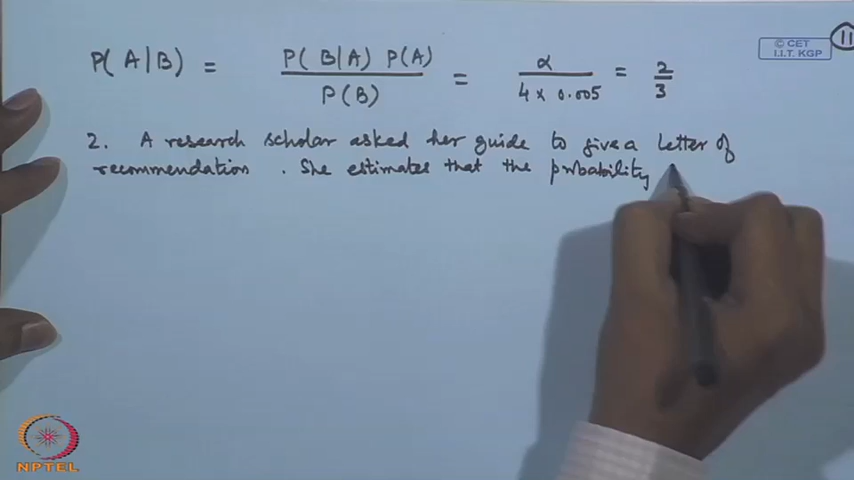 11
© CET
I.I.T. KGP
P(A|B) = P(B|A) P(A) / P(B) = α / 4 x 0.005 = 2/3
2. A research scholar asked her guide to give a letter of
recommendation . She estimates that the probability
NPTEL